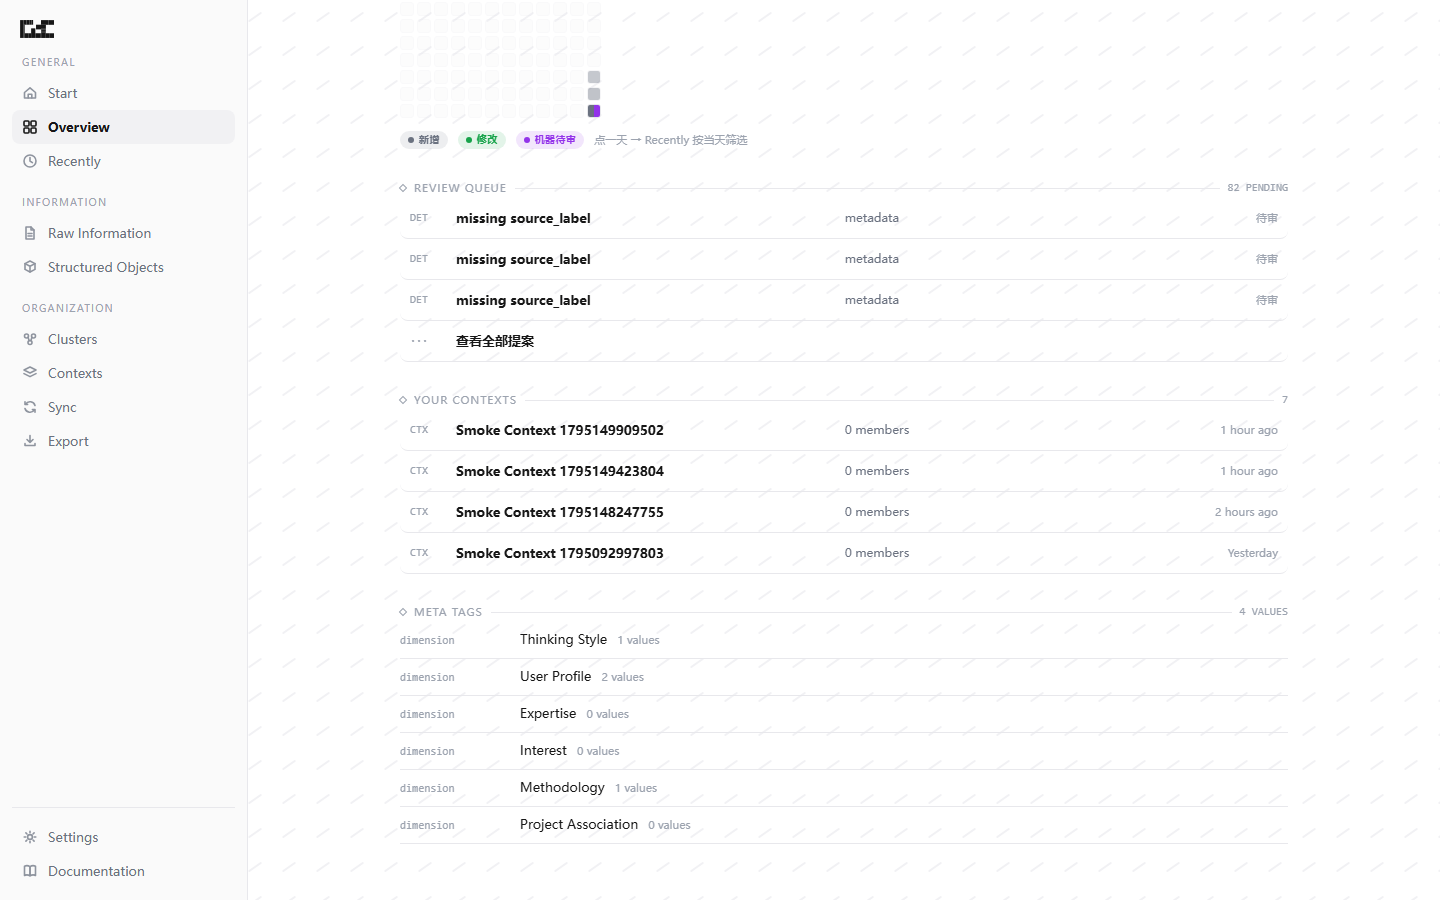 GENERAL
Start
Overview
Recently
INFORMATION
Raw Information
Structured Objects
ORGANIZATION
Clusters
Contexts
Sync
Export
Settings
Documentation
新增 修改 机器待审 点一天 → Recently 按当天筛选
REVIEW QUEUE 82 PENDING
DET missing source_label metadata 待审
DET missing source_label metadata 待审
DET missing source_label metadata 待审
··· 查看全部提案
YOUR CONTEXTS 7
CTX Smoke Context 1795149909502 0 members 1 hour ago
CTX Smoke Context 1795149423804 0 members 1 hour ago
CTX Smoke Context 1795148247755 0 members 2 hours ago
CTX Smoke Context 1795092997803 0 members Yesterday
META TAGS 4 VALUES
dimension Thinking Style 1 values
dimension User Profile 2 values
dimension Expertise 0 values
dimension Interest 0 values
dimension Methodology 1 values
dimension Project Association 0 values